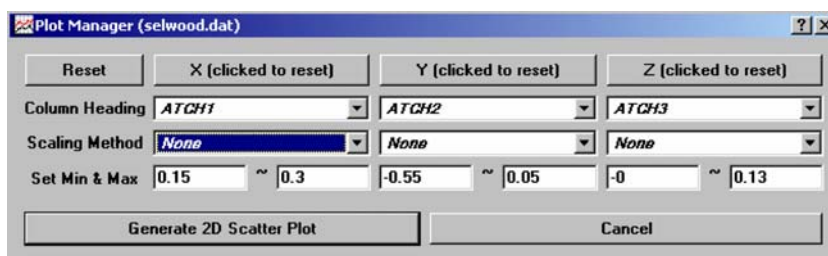 Plot Manager (selwood.dat)
Reset X (clicked to reset) Y (clicked to reset) Z (clicked to reset)
Column Heading ATCH1 ATCH2 ATCH3
Scaling Method None None None
Set Min & Max 0.15 ~ 0.3 -0.55 ~ 0.05 -0 ~ 0.13
Generate 2D Scatter Plot Cancel